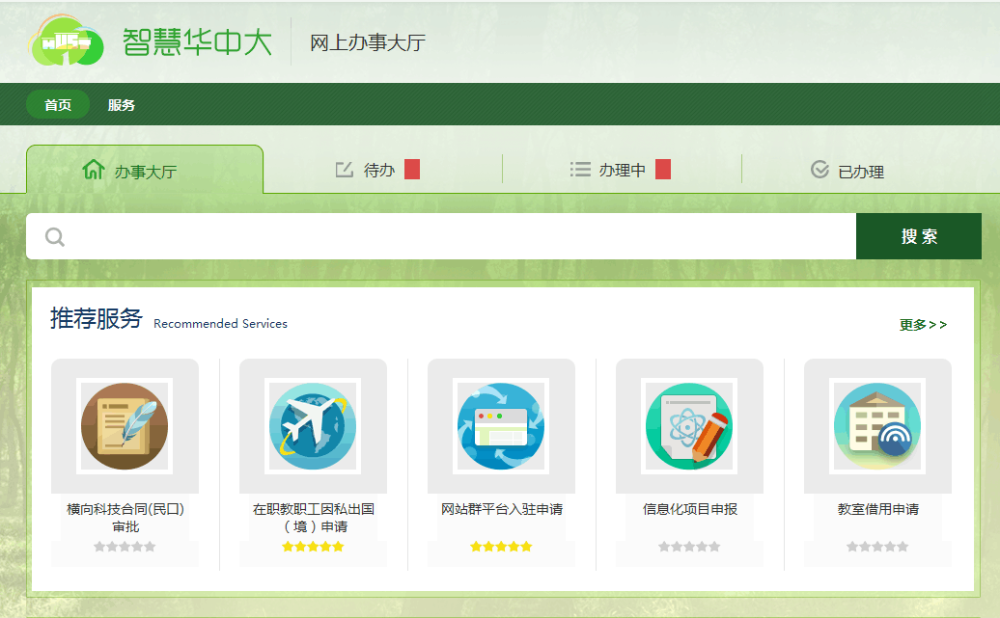 HUST
智慧华中大
网上办事大厅
首页 服务
办事大厅 待办 办理中 已办理
搜 索
推荐服务 Recommended Services
更多>>
横向科技合同(民口)
审批
在职教职工因私出国
（境）申请
网站群平台入驻申请
信息化项目申报
教室借用申请